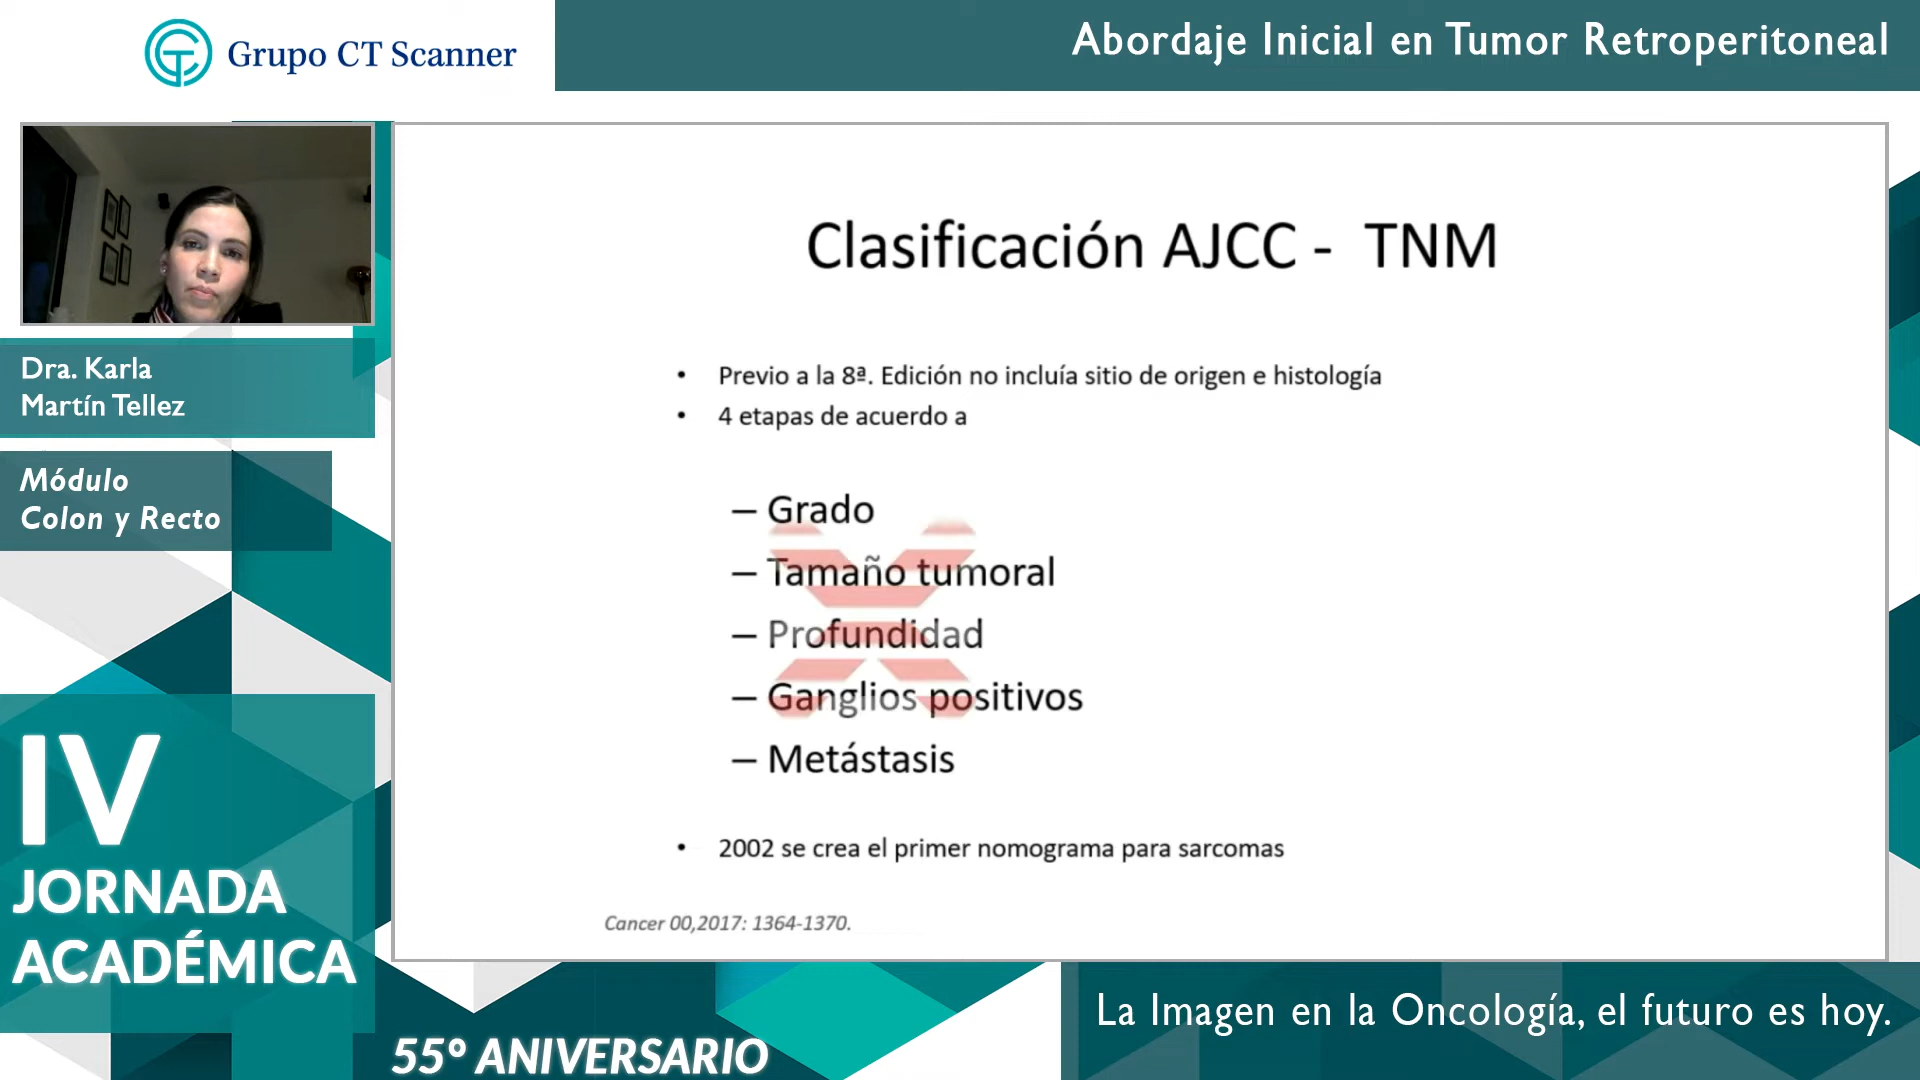 Grupo CT Scanner
Abordaje Inicial en Tumor Retroperitoneal
Dra. Karla
Martín Tellez
Módulo
Colon y Recto
IV
JORNADA
ACADÉMICA
55º ANIVERSARIO
Clasificación AJCC - TNM
• Previo a la 8ª. Edición no incluía sitio de origen e histología
• 4 etapas de acuerdo a
– Grado
– Tamaño tumoral
– Profundidad
– Ganglios positivos
– Metástasis
• 2002 se crea el primer nomograma para sarcomas
Cancer 00,2017: 1364-1370.
La Imagen en la Oncología, el futuro es hoy.